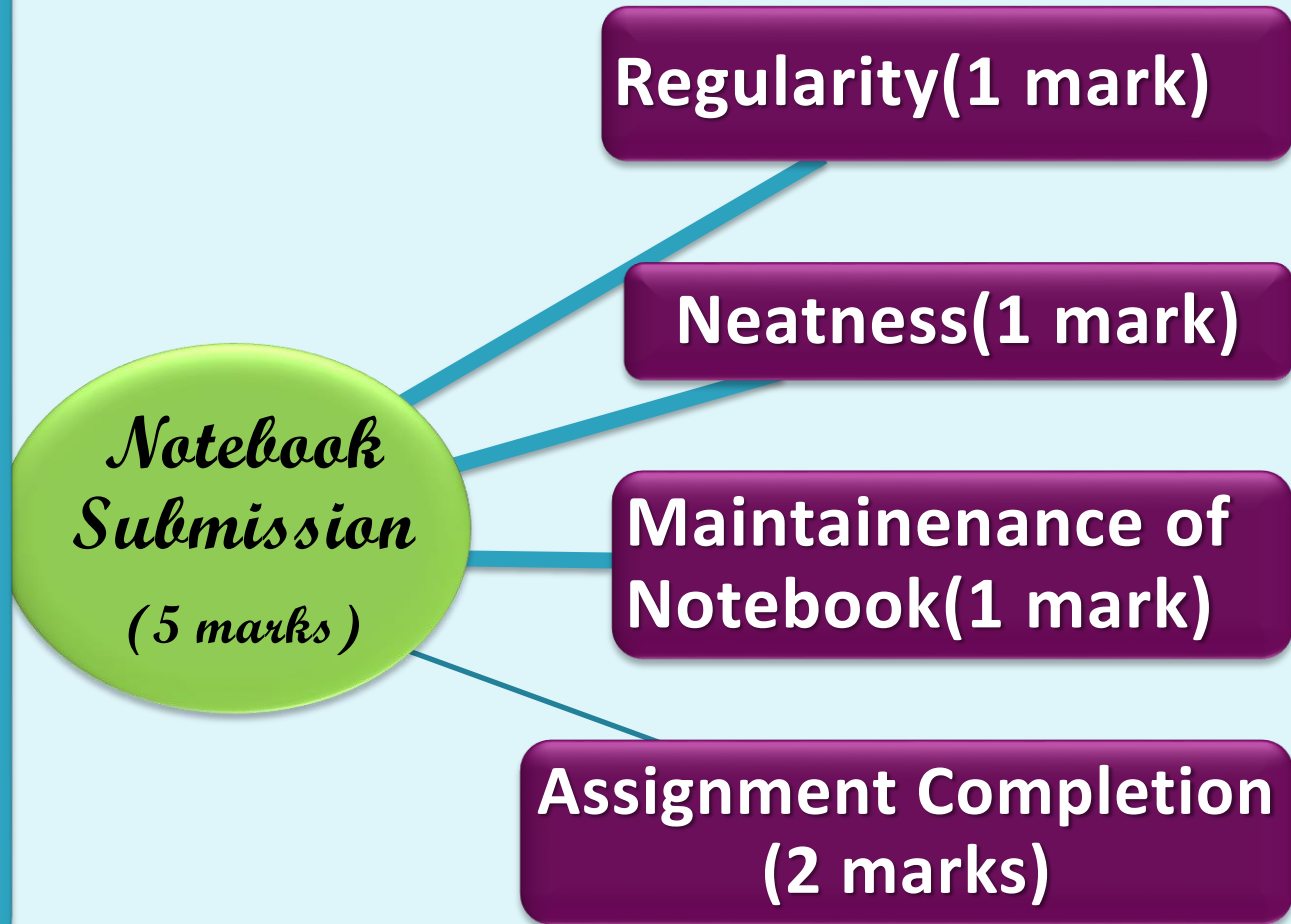 Regularity(1 mark)
Neatness(1 mark)
Notebook
Submission
(5 marks)
Maintainenance of
Notebook(1 mark)
Assignment Completion
(2 marks)